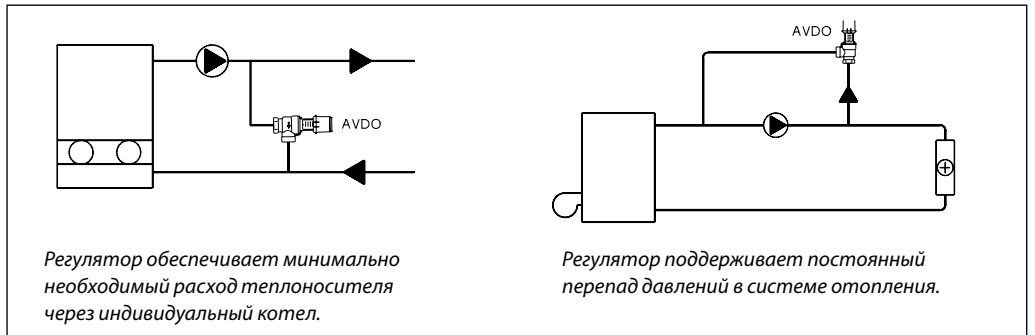 AVDO
Регулятор обеспечивает минимально
необходимый расход теплоносителя
через индивидуальный котел.
AVDO
Регулятор поддерживает постоянный
перепад давлений в системе отопления.